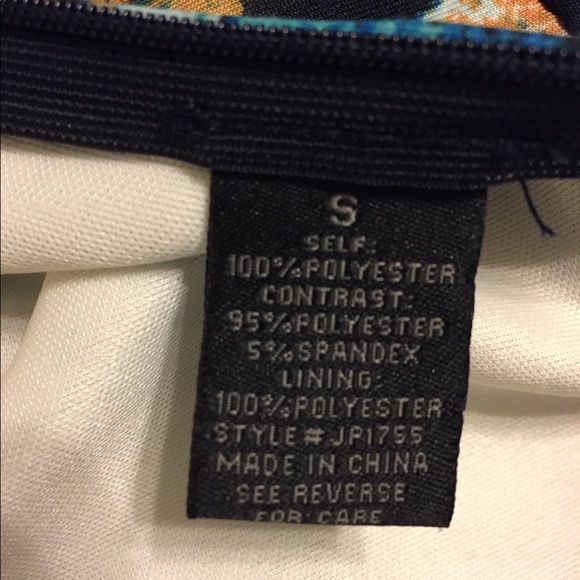 S
SELF:
100%POLYESTER
CONTRAST:
95%POLYESTER
5%SPANDEX
LINING:
100%POLYESTER
STYLE#JP1755
MADE IN CHINA
SEE REVERSE
FOR CARE